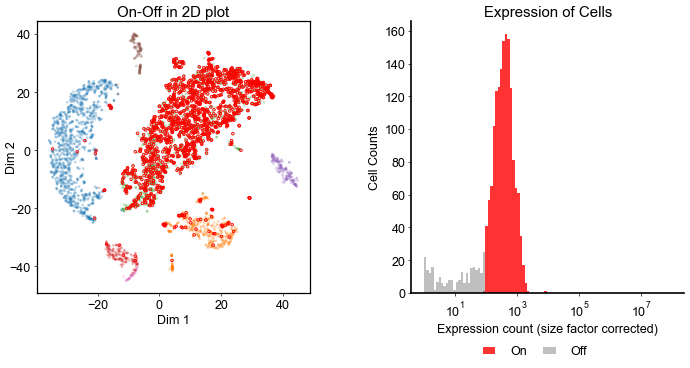 On-Off in 2D plot
40
20
0
−20
−40
Dim 2
−20
0
20
40
Dim 1
Expression of Cells
160
140
120
100
80
60
40
20
0
Cell Counts
10^1
10^3
10^5
10^7
Expression count (size factor corrected)
On
Off